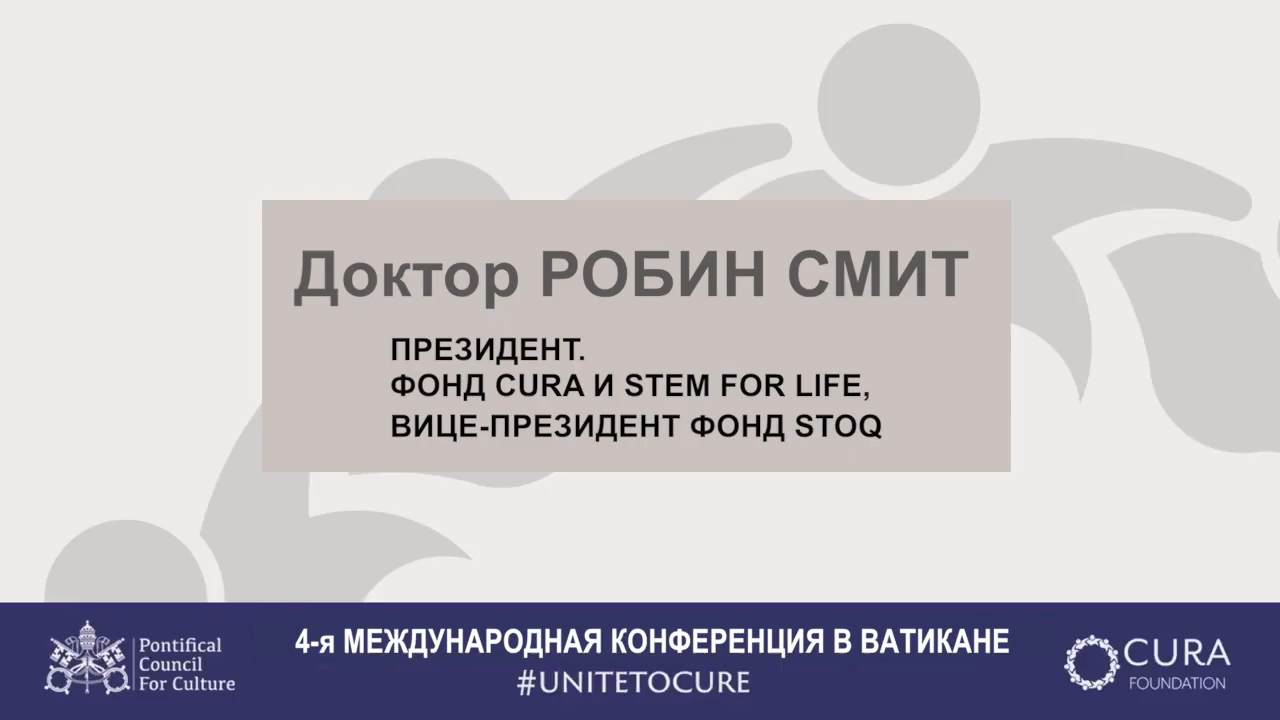 Доктор РОБИН СМИТ
ПРЕЗИДЕНТ.
ФОНД CURA И STEM FOR LIFE,
ВИЦЕ-ПРЕЗИДЕНТ ФОНД STOQ
Pontifical
Council
For Culture
4-я МЕЖДУНАРОДНАЯ КОНФЕРЕНЦИЯ В ВАТИКАНЕ
#UNITETOCURE
CURA
FOUNDATION